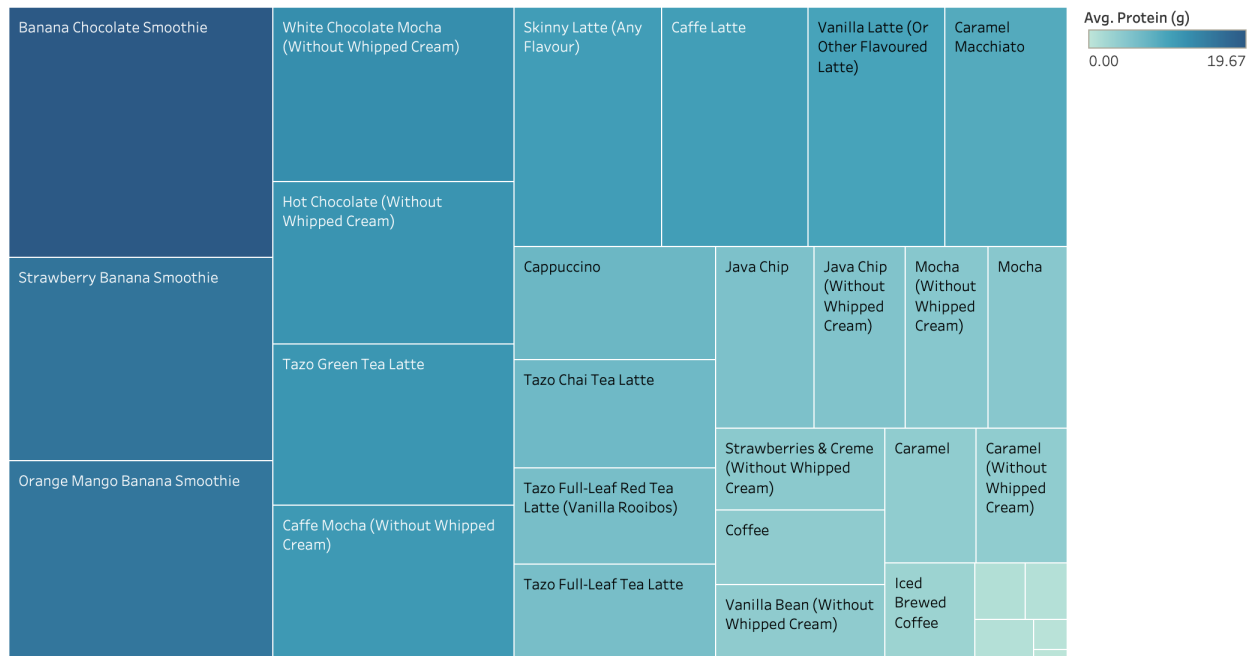 Banana Chocolate Smoothie
Strawberry Banana Smoothie
Orange Mango Banana Smoothie
White Chocolate Mocha
(Without Whipped Cream)
Hot Chocolate (Without
Whipped Cream)
Tazo Green Tea Latte
Caffe Mocha (Without Whipped
Cream)
Skinny Latte (Any
Flavour)
Caffe Latte
Vanilla Latte (Or
Other Flavoured
Latte)
Caramel
Macchiato
Cappuccino
Tazo Chai Tea Latte
Tazo Full-Leaf Red Tea
Latte (Vanilla Rooibos)
Tazo Full-Leaf Tea Latte
Java Chip
Java Chip
(Without
Whipped
Cream)
Mocha
(Without
Whipped
Cream)
Mocha
Strawberries & Creme
(Without Whipped
Cream)
Coffee
Vanilla Bean (Without
Whipped Cream)
Caramel
Caramel
(Without
Whipped
Cream)
Iced
Brewed
Coffee
Avg. Protein (g)
0.00 19.67